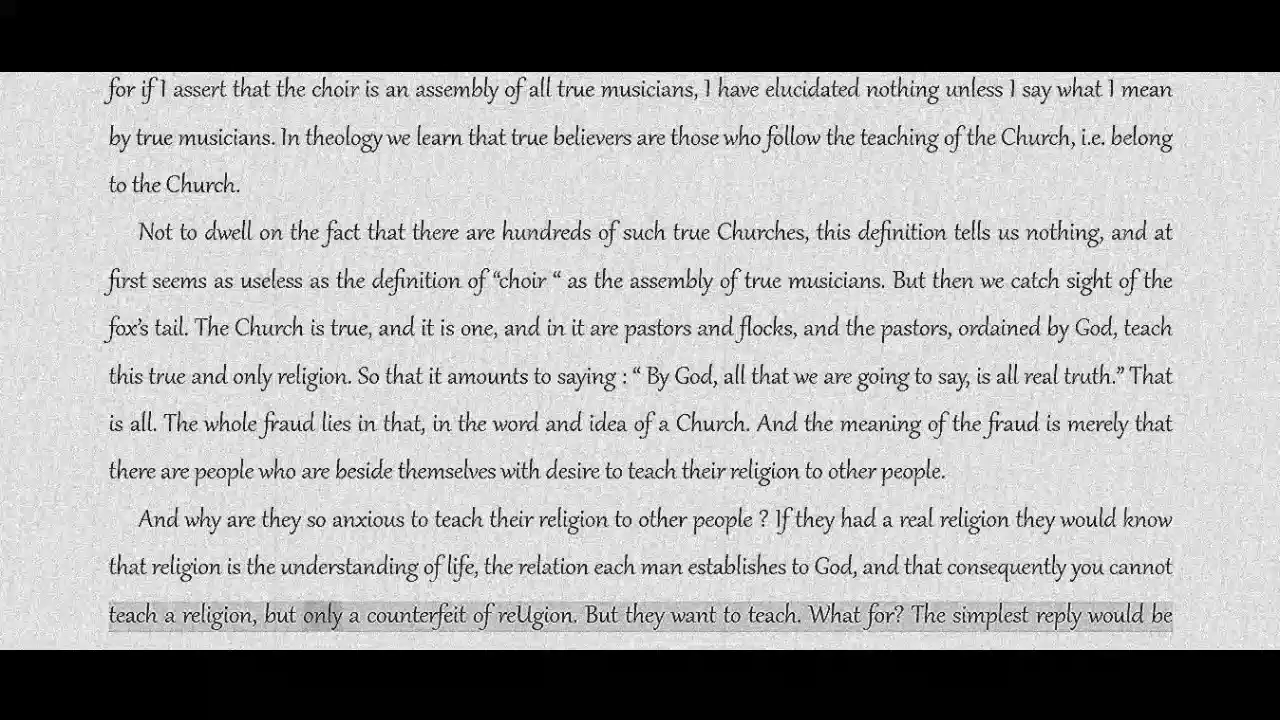 for if I assert that the choir is an assembly of all true musicians, I have elucidated nothing unless I say what I mean
by true musicians. In theology we learn that true believers are those who follow the teaching of the Church, i.e. belong
to the Church.
Not to dwell on the fact that there are hundreds of such true Churches, this definition tells us nothing, and at
first seems as useless as the definition of “choir “ as the assembly of true musicians. But then we catch sight of the
fox’s tail. The Church is true, and it is one, and in it are pastors and flocks, and the pastors, ordained by God, teach
this true and only religion. So that it amounts to saying : “ By God, all that we are going to say, is all real truth.” That
is all. The whole fraud lies in that, in the word and idea of a Church. And the meaning of the fraud is merely that
there are people who are beside themselves with desire to teach their religion to other people.
And why are they so anxious to teach their religion to other people ? If they had a real religion they would know
that religion is the understanding of life, the relation each man establishes to God, and that consequently you cannot
teach a religion, but only a counterfeit of reUgion. But they want to teach. What for? The simplest reply would be